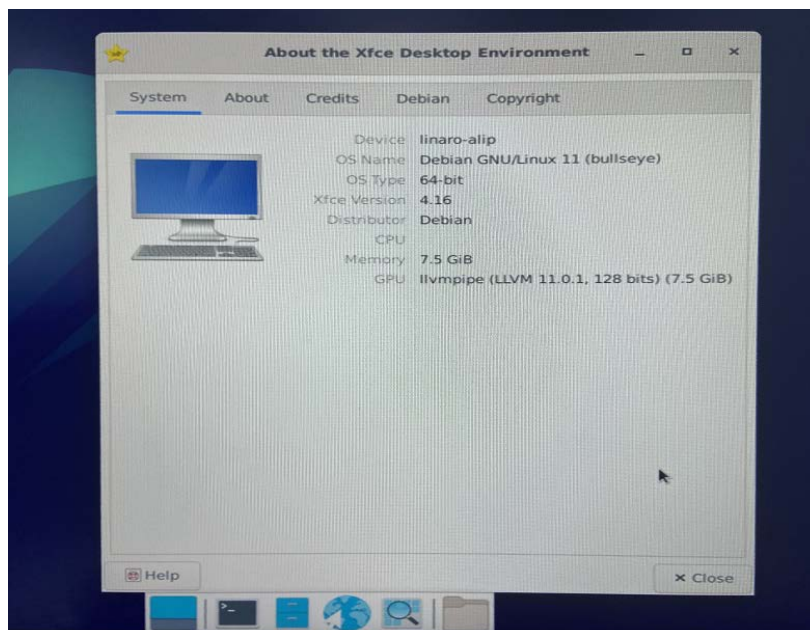 About the Xfce Desktop Environment
System About Credits Debian Copyright
Device linaro-alip
OS Name Debian GNU/Linux 11 (bullseye)
OS Type 64-bit
Xfce Version 4.16
Distributor Debian
CPU
Memory 7.5 GiB
GPU llvmpipe (LLVM 11.0.1, 128 bits) (7.5 GiB)
Help × Close